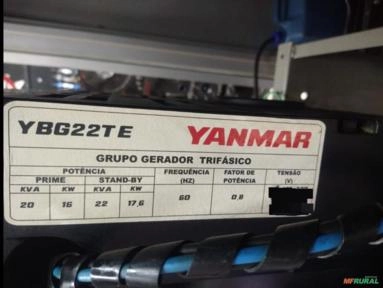 YBG22TE YANMAR
GRUPO GERADOR TRIFÁSICO
POTÊNCIA FREQUÊNCIA FATOR DE TENSÃO
PRIME STAND-BY (HZ) POTÊNCIA (V)
KVA KW KVA KW
20 16 22 17,6 60 0,8
MFRURAL